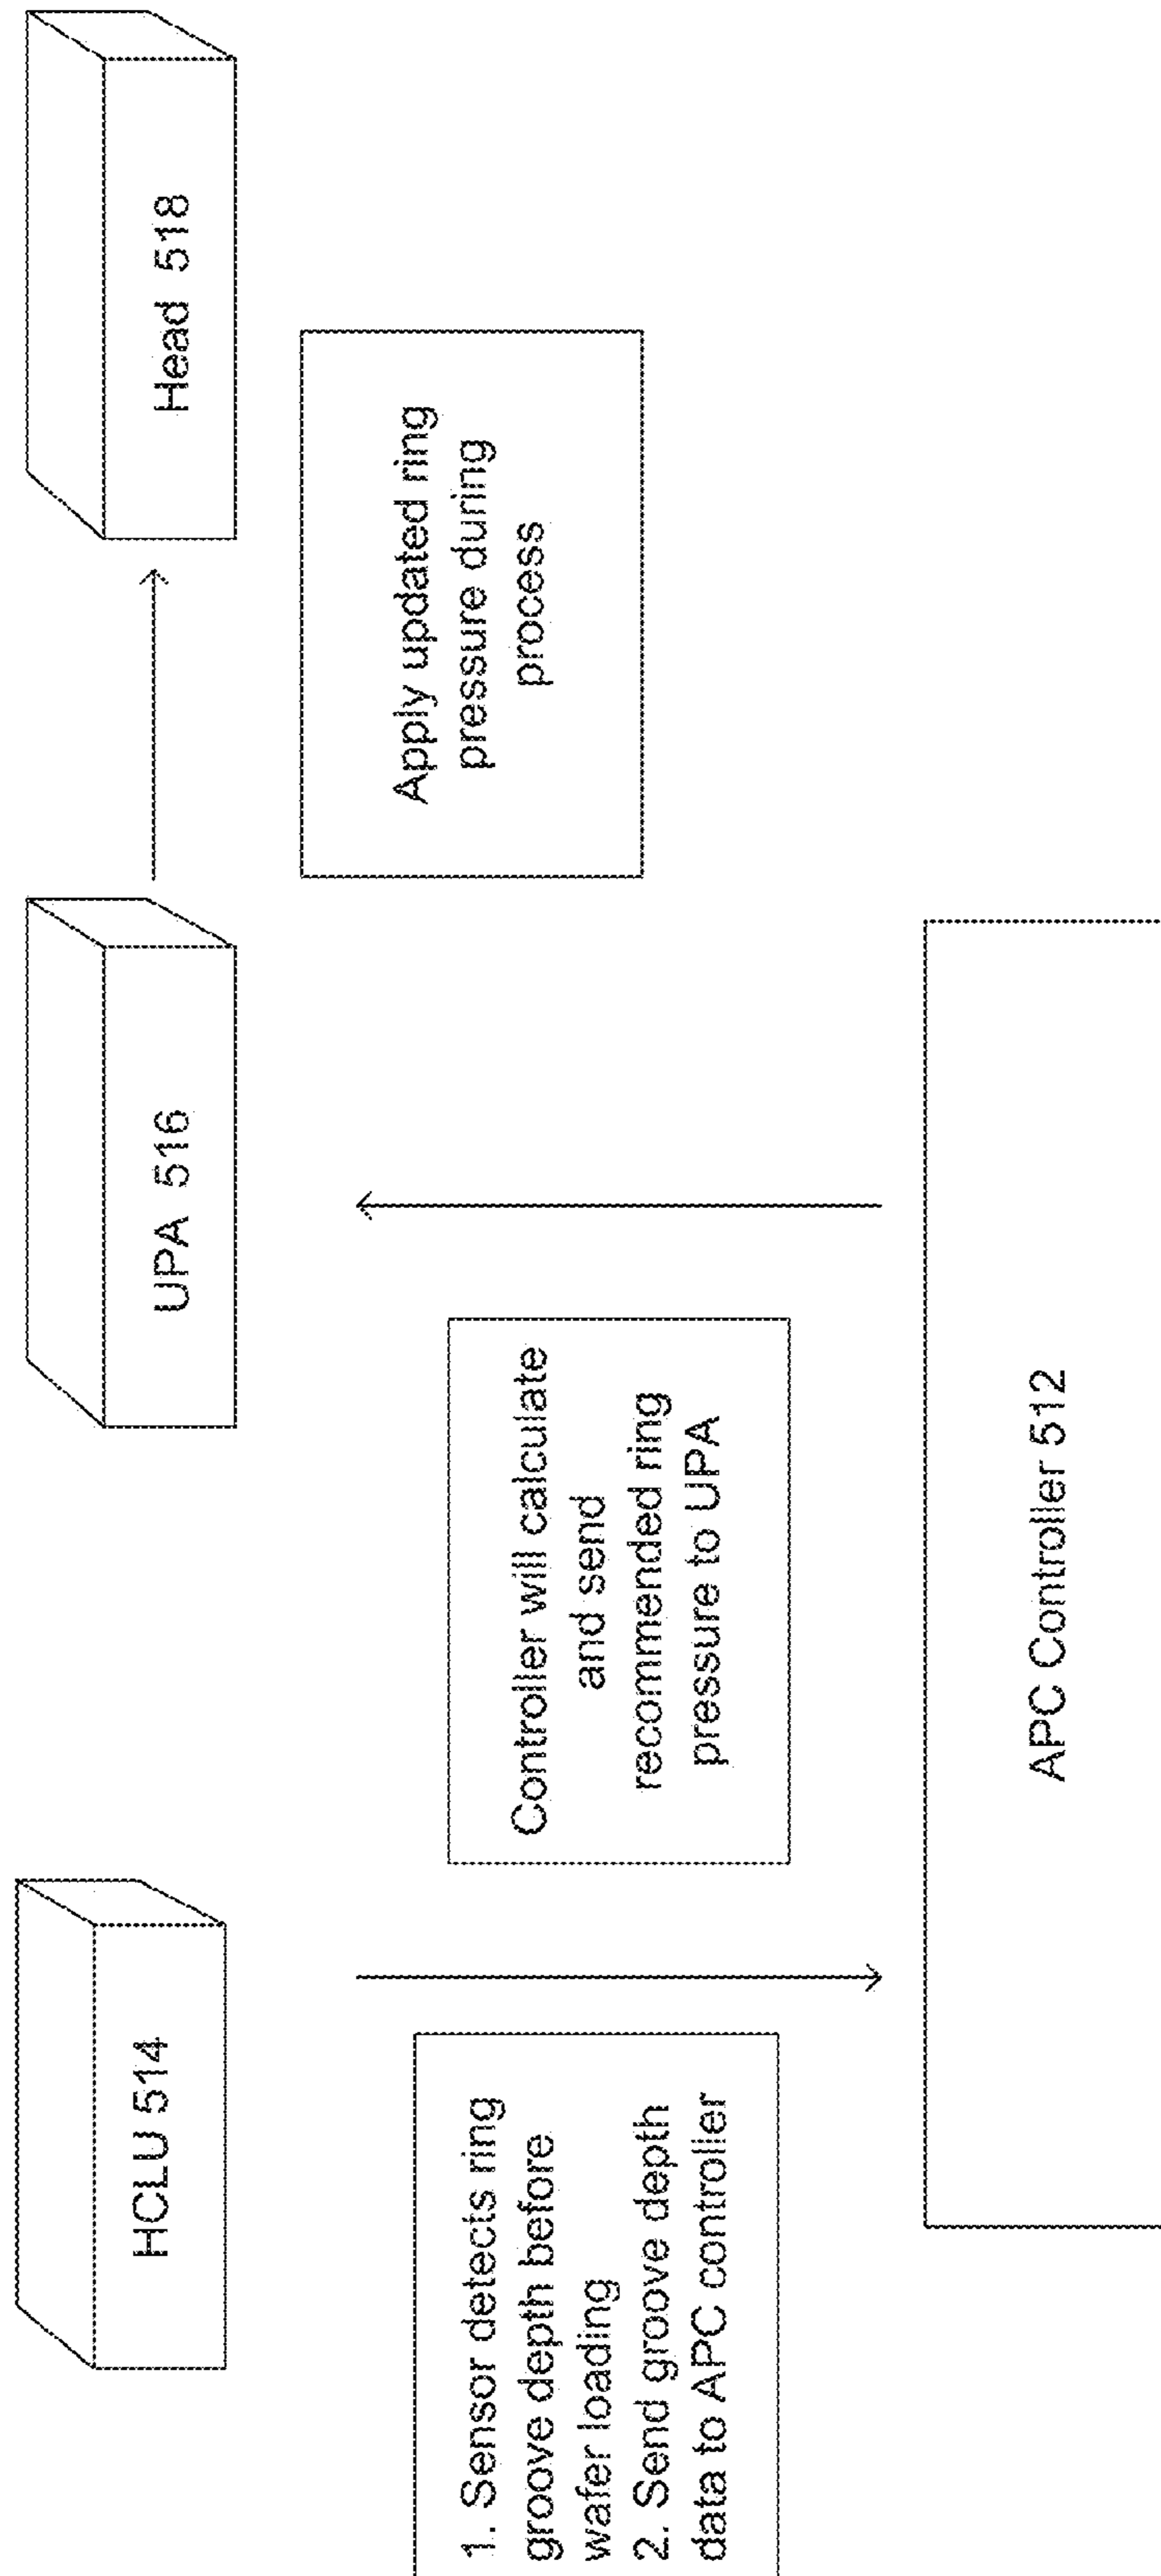 HCLU 514
UPA 516
Head 518
1. Sensor detects ring
groove depth before
wafer loading
2. Send groove depth
data to APC controller
Controller will calculate
and send
recommended ring
pressure to UPA
Apply updated ring
pressure during
process
APC Controller 512